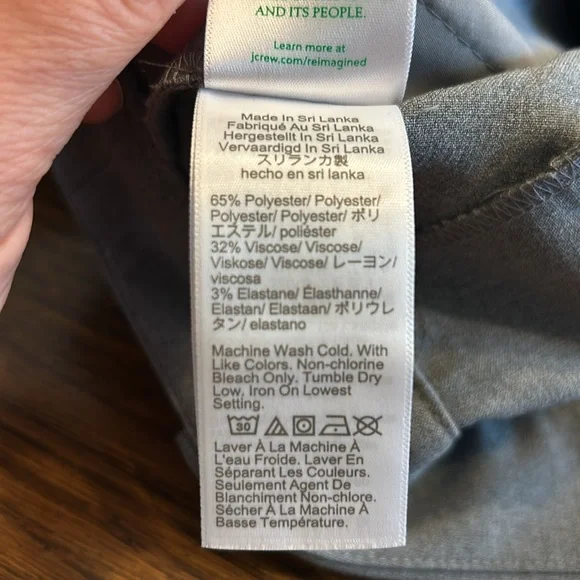 AND ITS PEOPLE.
Learn more at
jcrew.com/reimagined
Made In Sri Lanka
Fabriqué Au Sri Lanka
Hergestellt In Sri Lanka
Vervaardigd In Sri Lanka
スリランカ製
hecho en sri lanka
65% Polyester/ Polyester/
Polyester/ Polyester/ ポリ
エステル/ poliéster
32% Viscose/ Viscose/
Viskose/ Viscose/ レーヨン/
viscosa
3% Elastane/ Élasthanne/
Elastan/ Elastaan/ ポリウレ
タン/ elastano
Machine Wash Cold. With
Like Colors. Non-chlorine
Bleach Only. Tumble Dry
Low. Iron On Lowest
Setting.
30
Laver À La Machine À
L'eau Froide. Laver En
Séparant Les Couleurs.
Seulement Agent De
Blanchiment Non-chlore.
Sécher À La Machine À
Basse Température.